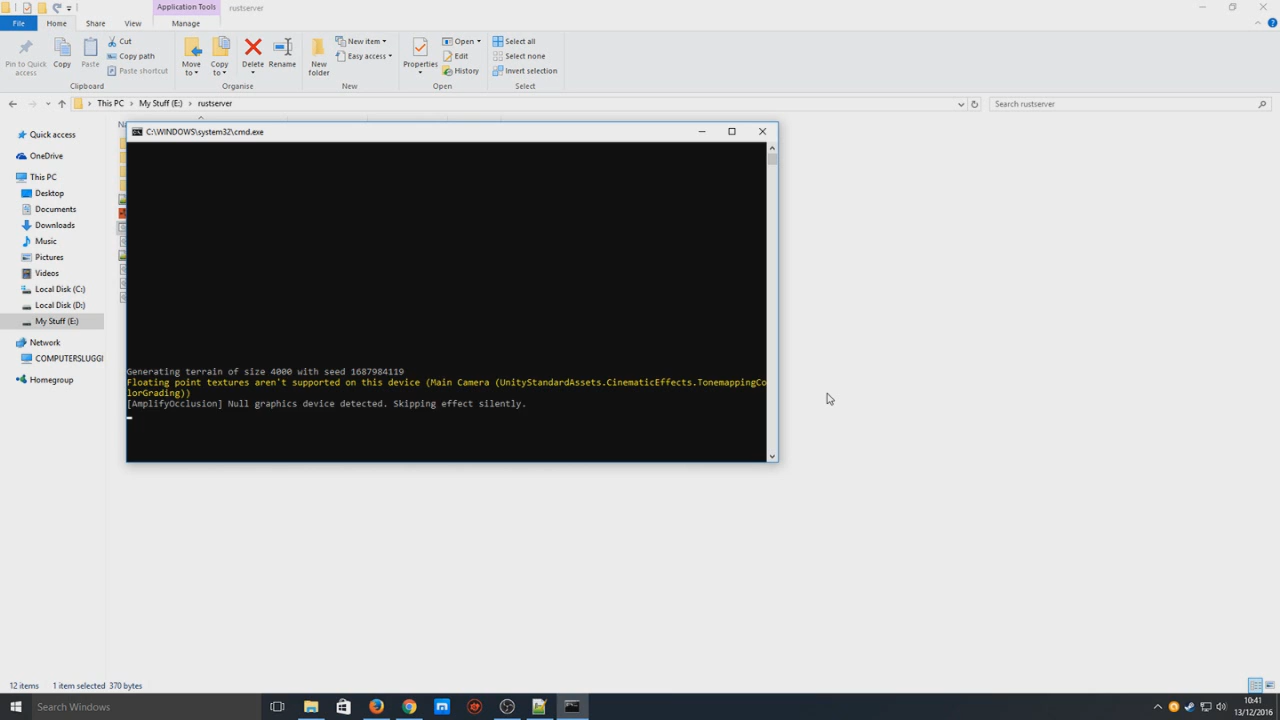 Application Tools
rustserver
File
Home
Share
View
Manage
Pin to Quick access
Copy
Paste
Cut
Copy path
Paste shortcut
Move to
Copy to
Delete
Rename
New folder
New item
Easy access
Properties
Open
Edit
History
Select all
Select none
Invert selection
Clipboard
Organise
New
Open
Select
This PC
My Stuff (E:)
rustserver
Search rustserver
Quick access
OneDrive
This PC
Desktop
Documents
Downloads
Music
Pictures
Videos
Local Disk (C:)
Local Disk (D:)
My Stuff (E:)
Network
COMPUTERSLUGGI
Homegroup
C:\WINDOWS\system32\cmd.exe
Generating terrain of size 4000 with seed 1687984119
Floating point textures aren't supported on this device (Main Camera (UnityStandardAssets.CinematicEffects.TonemappingCo
lorGrading))
[AmplifyOcclusion] Null graphics device detected. Skipping effect silently.
12 items
1 item selected 370 bytes
Search Windows
10:41
13/12/2016